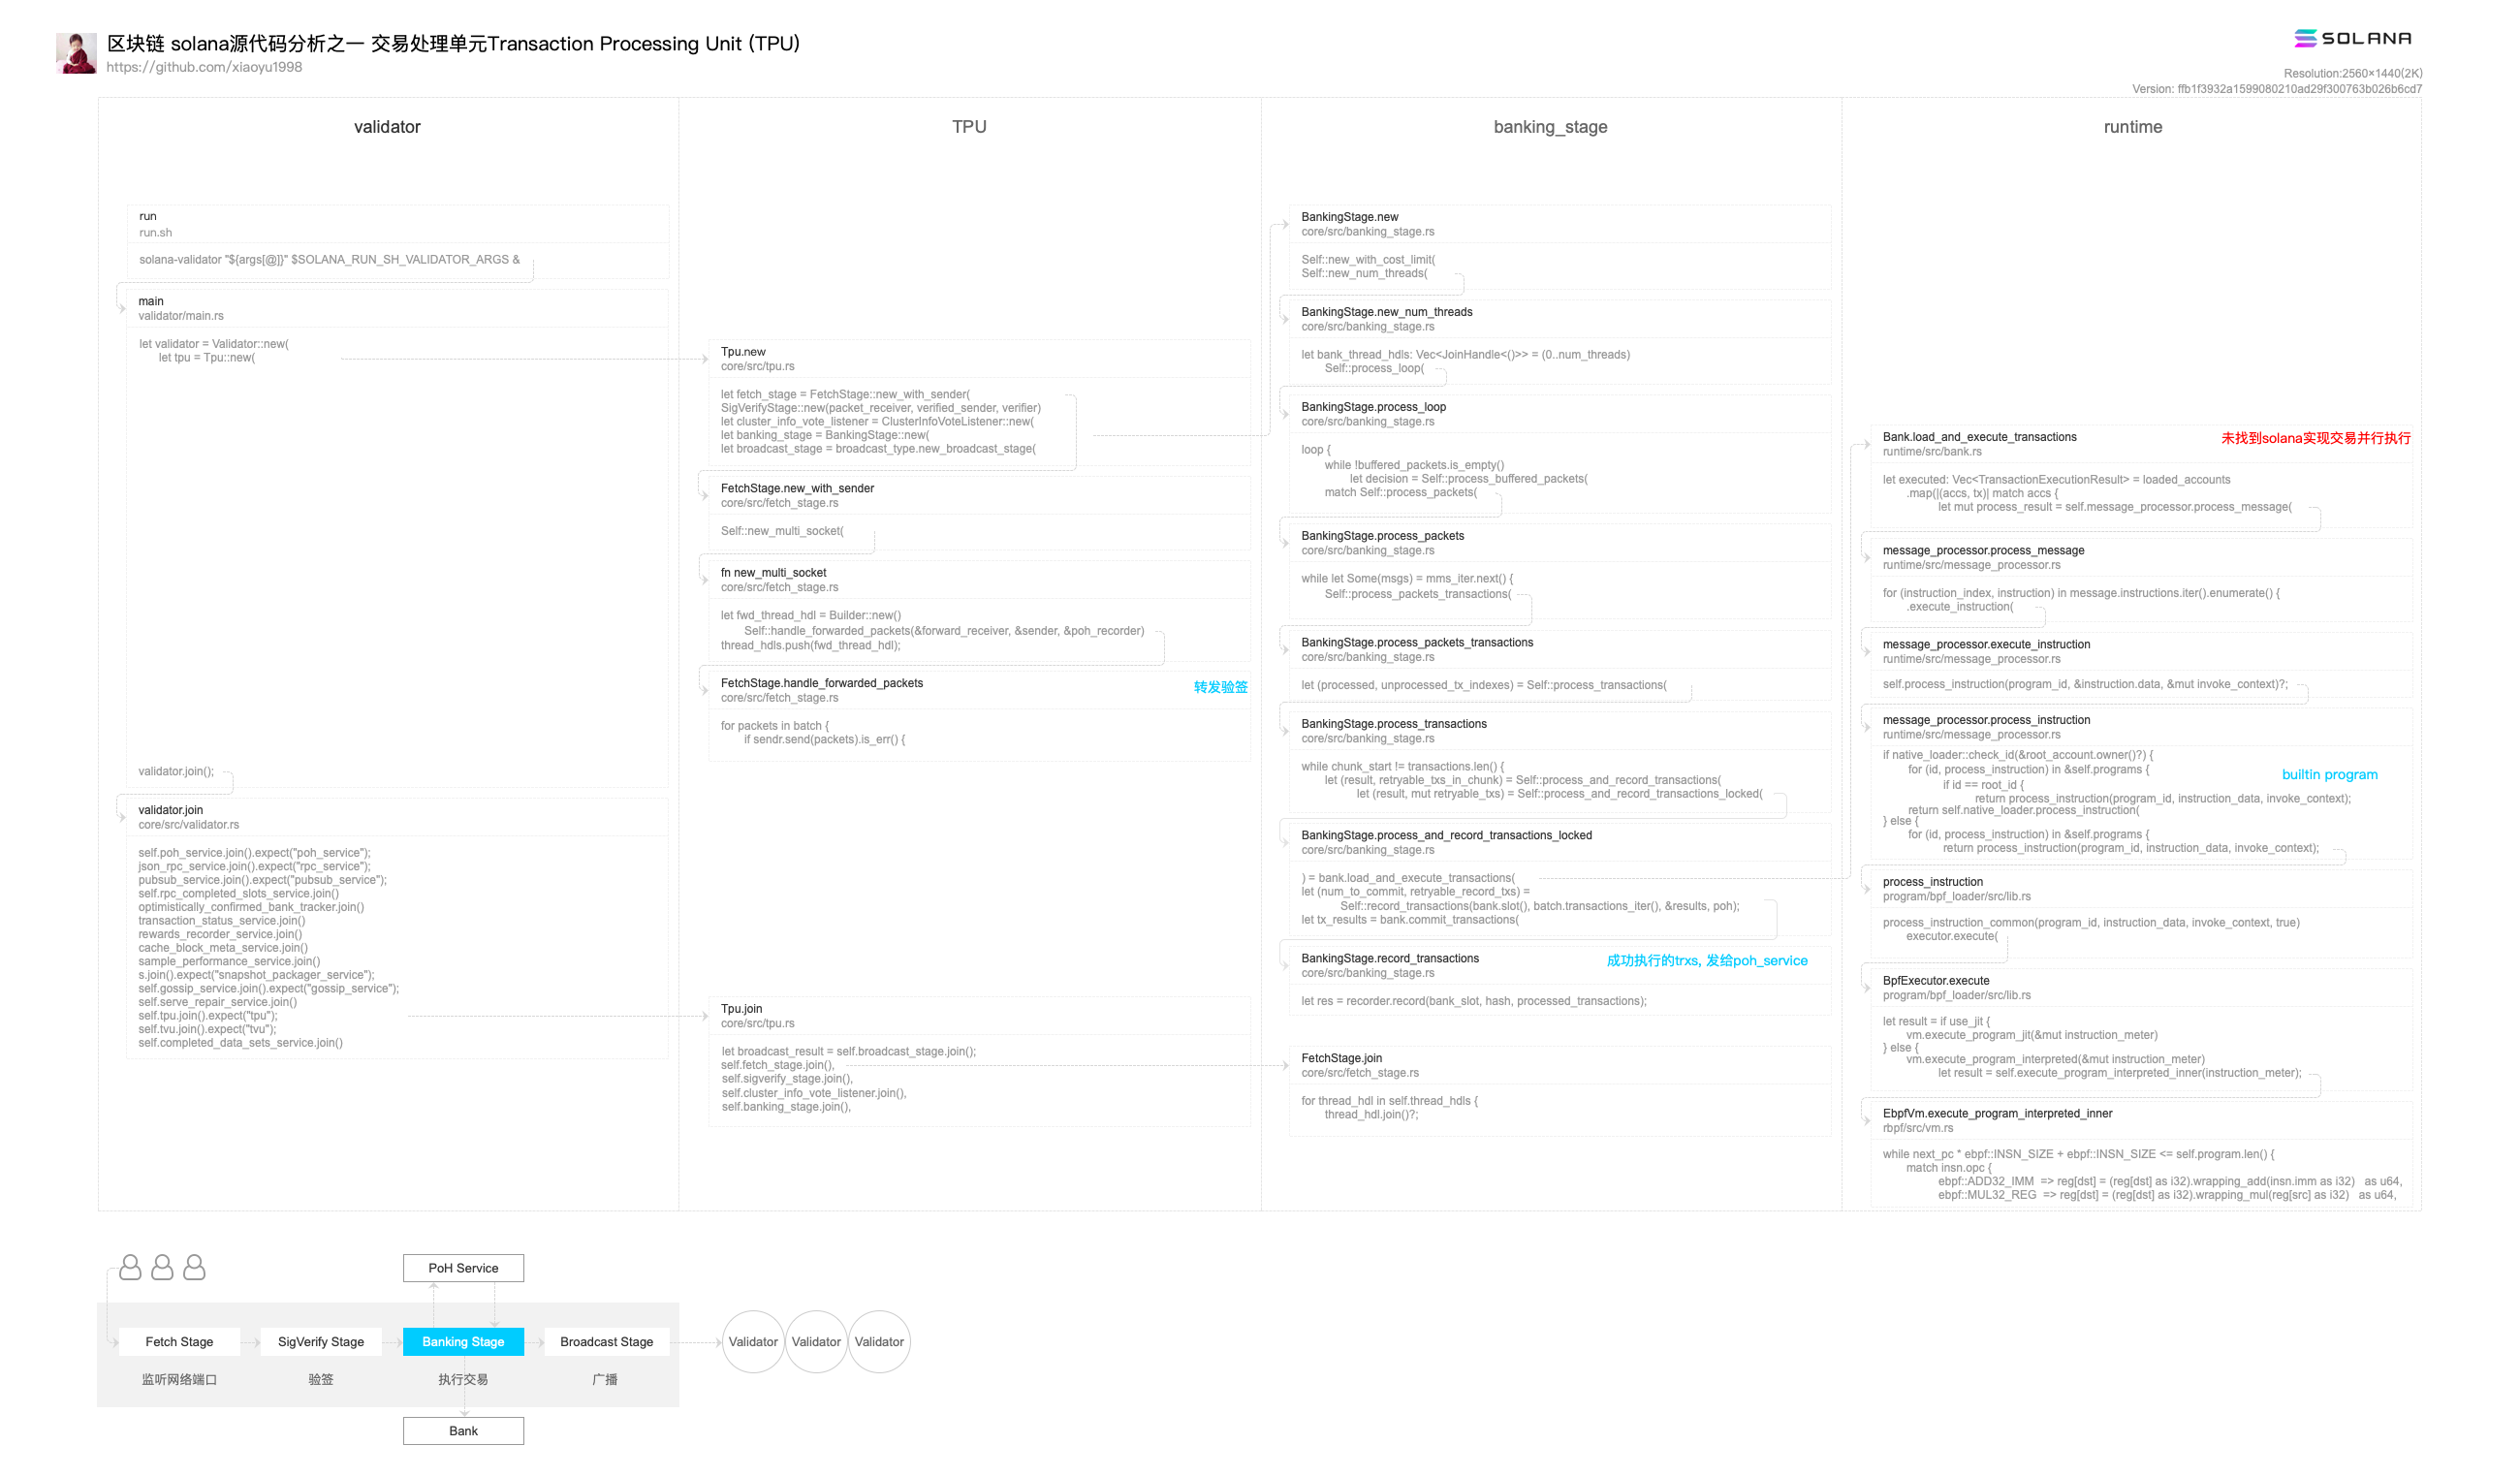 区块链 solana源代码分析之一 交易处理单元Transaction Processing Unit (TPU)
https://github.com/xiaoyu1998
SOLANA
Resolution:2560×1440(2K)
Version: ffb1f3932a1599080210ad29f300763b026b6cd7
validator
run
run.sh
solana-validator "${args[@]}" $SOLANA_RUN_SH_VALIDATOR_ARGS &
main
validator/main.rs
let validator = Validator::new(
let tpu = Tpu::new(
validator.join();
validator.join
core/src/validator.rs
self.poh_service.join().expect("poh_service");
json_rpc_service.join().expect("rpc_service");
pubsub_service.join().expect("pubsub_service");
self.rpc_completed_slots_service.join()
optimistically_confirmed_bank_tracker.join()
transaction_status_service.join()
rewards_recorder_service.join()
cache_block_meta_service.join()
sample_performance_service.join()
s.join().expect("snapshot_packager_service");
self.gossip_service.join().expect("gossip_service");
self.serve_repair_service.join()
self.tpu.join().expect("tpu");
self.tvu.join().expect("tvu");
self.completed_data_sets_service.join()
TPU
Tpu.new
core/src/tpu.rs
let fetch_stage = FetchStage::new_with_sender(
SigVerifyStage::new(packet_receiver, verified_sender, verifier)
let cluster_info_vote_listener = ClusterInfoVoteListener::new(
let banking_stage = BankingStage::new(
let broadcast_stage = broadcast_type.new_broadcast_stage(
FetchStage.new_with_sender
core/src/fetch_stage.rs
Self::new_multi_socket(
fn new_multi_socket
core/src/fetch_stage.rs
let fwd_thread_hdl = Builder::new()
Self::handle_forwarded_packets(&forward_receiver, &sender, &poh_recorder)
thread_hdls.push(fwd_thread_hdl);
FetchStage.handle_forwarded_packets
转发验签
core/src/fetch_stage.rs
for packets in batch {
if sendr.send(packets).is_err() {
Tpu.join
core/src/tpu.rs
let broadcast_result = self.broadcast_stage.join();
self.fetch_stage.join(),
self.sigverify_stage.join(),
self.cluster_info_vote_listener.join(),
self.banking_stage.join(),
banking_stage
BankingStage.new
core/src/banking_stage.rs
Self::new_with_cost_limit(
Self::new_num_threads(
BankingStage.new_num_threads
core/src/banking_stage.rs
let bank_thread_hdls: Vec<JoinHandle<()>> = (0..num_threads)
Self::process_loop(
BankingStage.process_loop
core/src/banking_stage.rs
loop {
while !buffered_packets.is_empty()
let decision = Self::process_buffered_packets(
match Self::process_packets(
BankingStage.process_packets
core/src/banking_stage.rs
while let Some(msgs) = mms_iter.next() {
Self::process_packets_transactions(
BankingStage.process_packets_transactions
core/src/banking_stage.rs
let (processed, unprocessed_tx_indexes) = Self::process_transactions(
BankingStage.process_transactions
core/src/banking_stage.rs
while chunk_start != transactions.len() {
let (result, retryable_txs_in_chunk) = Self::process_and_record_transactions(
let (result, mut retryable_txs) = Self::process_and_record_transactions_locked(
BankingStage.process_and_record_transactions_locked
core/src/banking_stage.rs
) = bank.load_and_execute_transactions(
let (num_to_commit, retryable_record_txs) =
Self::record_transactions(bank.slot(), batch.transactions_iter(), &results, poh);
let tx_results = bank.commit_transactions(
BankingStage.record_transactions
成功执行的trxs, 发给poh_service
core/src/banking_stage.rs
let res = recorder.record(bank_slot, hash, processed_transactions);
FetchStage.join
core/src/fetch_stage.rs
for thread_hdl in self.thread_hdls {
thread_hdl.join()?;
runtime
Bank.load_and_execute_transactions
未找到solana实现交易并行执行
runtime/src/bank.rs
let executed: Vec<TransactionExecutionResult> = loaded_accounts
.map(|(accs, tx)| match accs {
let mut process_result = self.message_processor.process_message(
message_processor.process_message
runtime/src/message_processor.rs
for (instruction_index, instruction) in message.instructions.iter().enumerate() {
.execute_instruction(
message_processor.execute_instruction
runtime/src/message_processor.rs
self.process_instruction(program_id, &instruction.data, &mut invoke_context)?;
message_processor.process_instruction
runtime/src/message_processor.rs
if native_loader::check_id(&root_account.owner()?) {
for (id, process_instruction) in &self.programs {
builtin program
if id == root_id {
return process_instruction(program_id, instruction_data, invoke_context);
return self.native_loader.process_instruction(
} else {
for (id, process_instruction) in &self.programs {
return process_instruction(program_id, instruction_data, invoke_context);
process_instruction
program/bpf_loader/src/lib.rs
process_instruction_common(program_id, instruction_data, invoke_context, true)
executor.execute(
BpfExecutor.execute
program/bpf_loader/src/lib.rs
let result = if use_jit {
vm.execute_program_jit(&mut instruction_meter)
} else {
vm.execute_program_interpreted(&mut instruction_meter)
let result = self.execute_program_interpreted_inner(instruction_meter);
EbpfVm.execute_program_interpreted_inner
rbpf/src/vm.rs
while next_pc * ebpf::INSN_SIZE + ebpf::INSN_SIZE <= self.program.len() {
match insn.opc {
ebpf::ADD32_IMM => reg[dst] = (reg[dst] as i32).wrapping_add(insn.imm as i32) as u64,
ebpf::MUL32_REG => reg[dst] = (reg[dst] as i32).wrapping_mul(reg[src] as i32) as u64,
PoH Service
Fetch Stage
SigVerify Stage
Banking Stage
Broadcast Stage
Validator
Validator
Validator
监听网络端口
验签
执行交易
广播
Bank